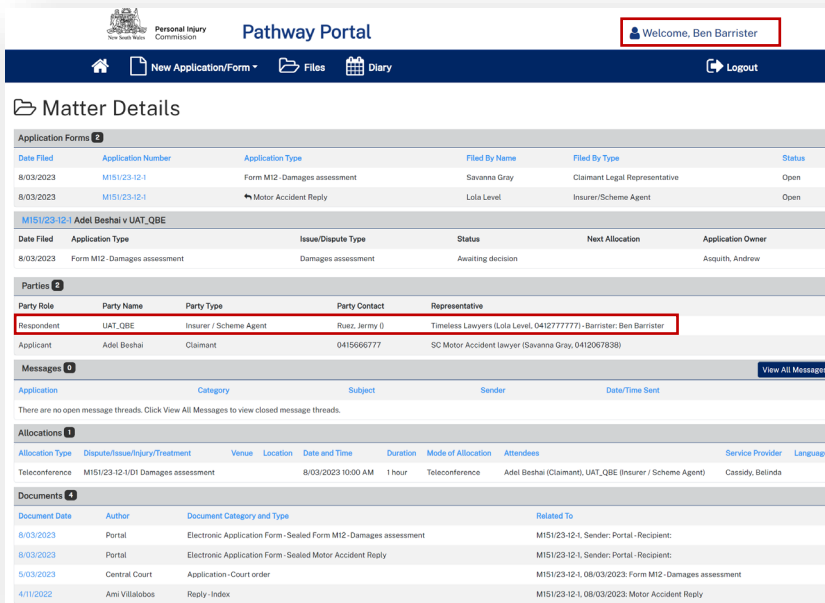 New South Wales
Personal Injury
Commission
Pathway Portal
Welcome, Ben Barrister
New Application/Form
Files
Diary
Logout
Matter Details
Application Forms 2
Date Filed Application Number Application Type Filed By Name Filed By Type Status
8/03/2023 M151/23-12-1 Form M12 - Damages assessment Savanna Gray Claimant Legal Representative Open
8/03/2023 M151/23-12-1 Motor Accident Reply Lola Level Insurer/Scheme Agent Open
M151/23-12-1 Adel Beshai v UAT_QBE
Date Filed Application Type Issue/Dispute Type Status Next Allocation Application Owner
8/03/2023 Form M12 - Damages assessment Damages assessment Awaiting decision Asquith, Andrew
Parties 2
Party Role Party Name Party Type Party Contact Representative
Respondent UAT_QBE Insurer / Scheme Agent Ruez, Jermy () Timeless Lawyers (Lola Level, 0412777777) - Barrister: Ben Barrister
Applicant Adel Beshai Claimant 0415666777 SC Motor Accident lawyer (Savanna Gray, 0412067838)
Messages 0
View All Messages
Application Category Subject Sender Date/Time Sent
There are no open message threads. Click View All Messages to view closed message threads.
Allocations 1
Allocation Type Dispute/Issue/Injury/Treatment Venue Location Date and Time Duration Mode of Allocation Attendees Service Provider Language
Teleconference M151/23-12-1/D1 Damages assessment 8/03/2023 10:00 AM 1 hour Teleconference Adel Beshai (Claimant), UAT_QBE (Insurer / Scheme Agent) Cassidy, Belinda
Documents 4
Document Date Author Document Category and Type Related To
8/03/2023 Portal Electronic Application Form - Sealed Form M12 - Damages assessment M151/23-12-1, Sender: Portal - Recipient:
8/03/2023 Portal Electronic Application Form - Sealed Motor Accident Reply M151/23-12-1, Sender: Portal - Recipient:
5/03/2023 Central Court Application - Court order M151/23-12-1, 08/03/2023: Form M12 - Damages assessment
4/11/2022 Ami Villalobos Reply - Index M151/23-12-1, 08/03/2023: Motor Accident Reply